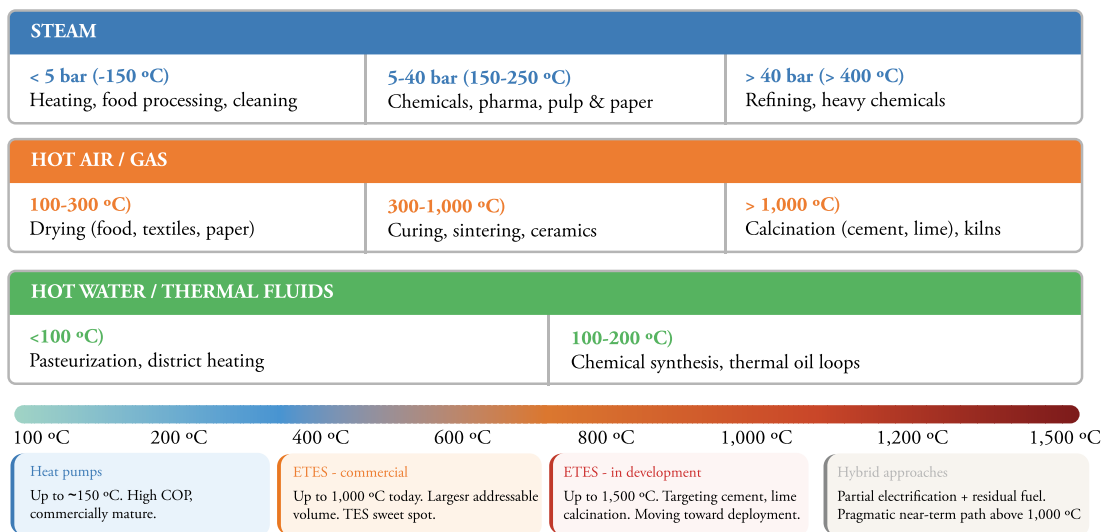 STEAM
< 5 bar (-150 ºC)
Heating, food processing, cleaning
5-40 bar (150-250 ºC)
Chemicals, pharma, pulp & paper
> 40 bar (> 400 ºC)
Refining, heavy chemicals
HOT AIR / GAS
100-300 ºC)
Drying (food, textiles, paper)
300-1,000 ºC)
Curing, sintering, ceramics
> 1,000 ºC)
Calcination (cement, lime), kilns
HOT WATER / THERMAL FLUIDS
<100 ºC)
Pasteurization, district heating
100-200 ºC)
Chemical synthesis, thermal oil loops
100 ºC 200 ºC 400 ºC 600 ºC 800 ºC 1,000 ºC 1,200 ºC 1,500 ºC
Heat pumps
Up to ~150 ºC. High COP,
commercially mature.
ETES - commercial
Up to 1,000 ºC today. Largesr addressable
volume. TES sweet spot.
ETES - in development
Up to 1,500 ºC. Targeting cement, lime
calcination. Moving toward deployment.
Hybrid approaches
Partial electrification + residual fuel.
Pragmatic near-term path above 1,000 ºC